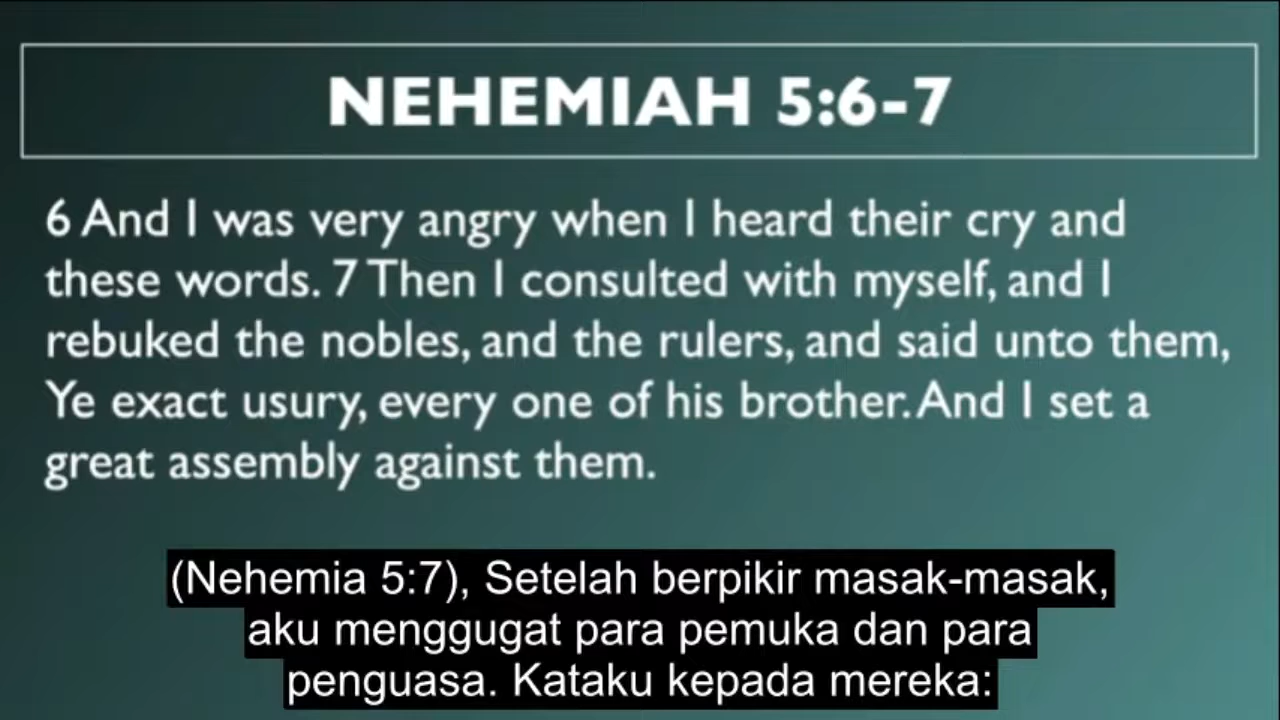 NEHEMIAH 5:6-7
6 And I was very angry when I heard their cry and
these words. 7 Then I consulted with myself, and I
rebuked the nobles, and the rulers, and said unto them,
Ye exact usury, every one of his brother. And I set a
great assembly against them.
(Nehemia 5:7), Setelah berpikir masak-masak,
aku menggugat para pemuka dan para
penguasa. Kataku kepada mereka: